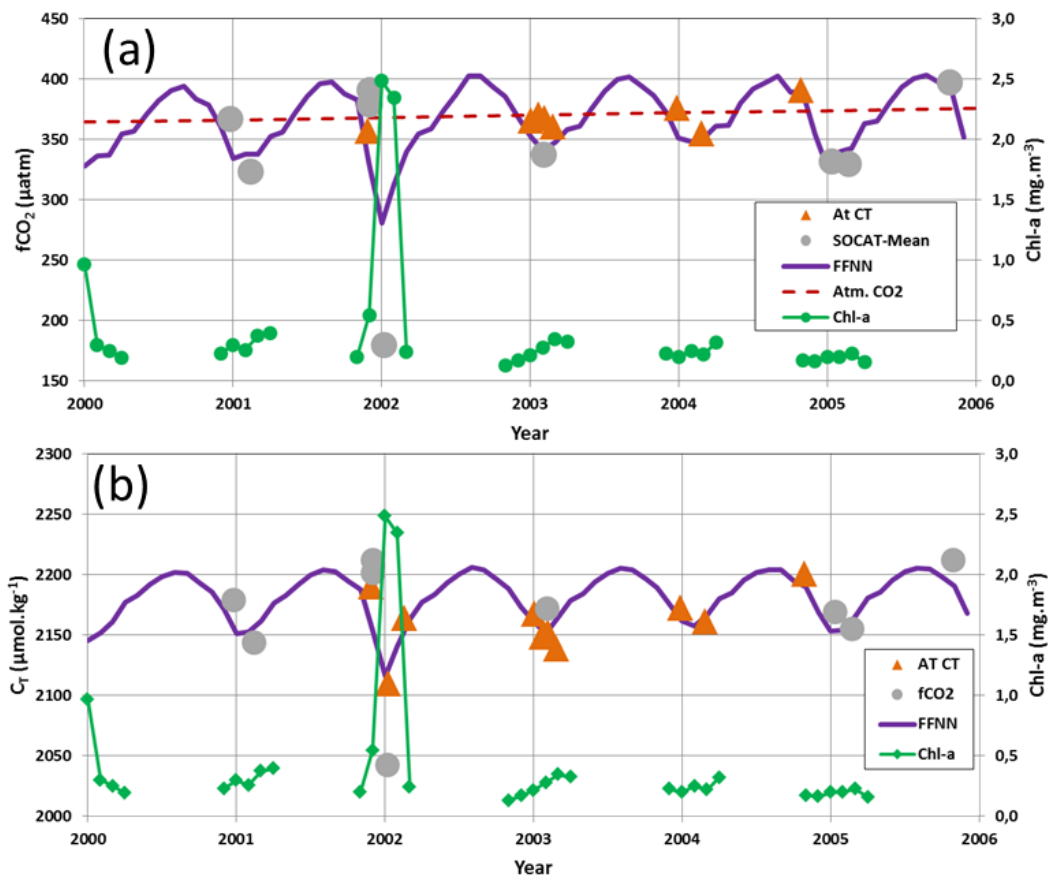 (a)
450
400
350
300
250
200
150
fCO₂ (µatm)
3,0
2,5
2,0
1,5
1,0
0,5
0,0
Chl-a (mg.m⁻³)
At CT
SOCAT-Mean
FFNN
Atm. CO2
Chl-a
2000 2001 2002 2003 2004 2005 2006
Year
(b)
2300
2250
2200
2150
2100
2050
2000
C_T (µmol.kg⁻¹)
3,0
2,5
2,0
1,5
1,0
0,5
0,0
Chl-a (mg.m⁻³)
AT CT
fCO2
FFNN
Chl-a
2000 2001 2002 2003 2004 2005 2006
Year